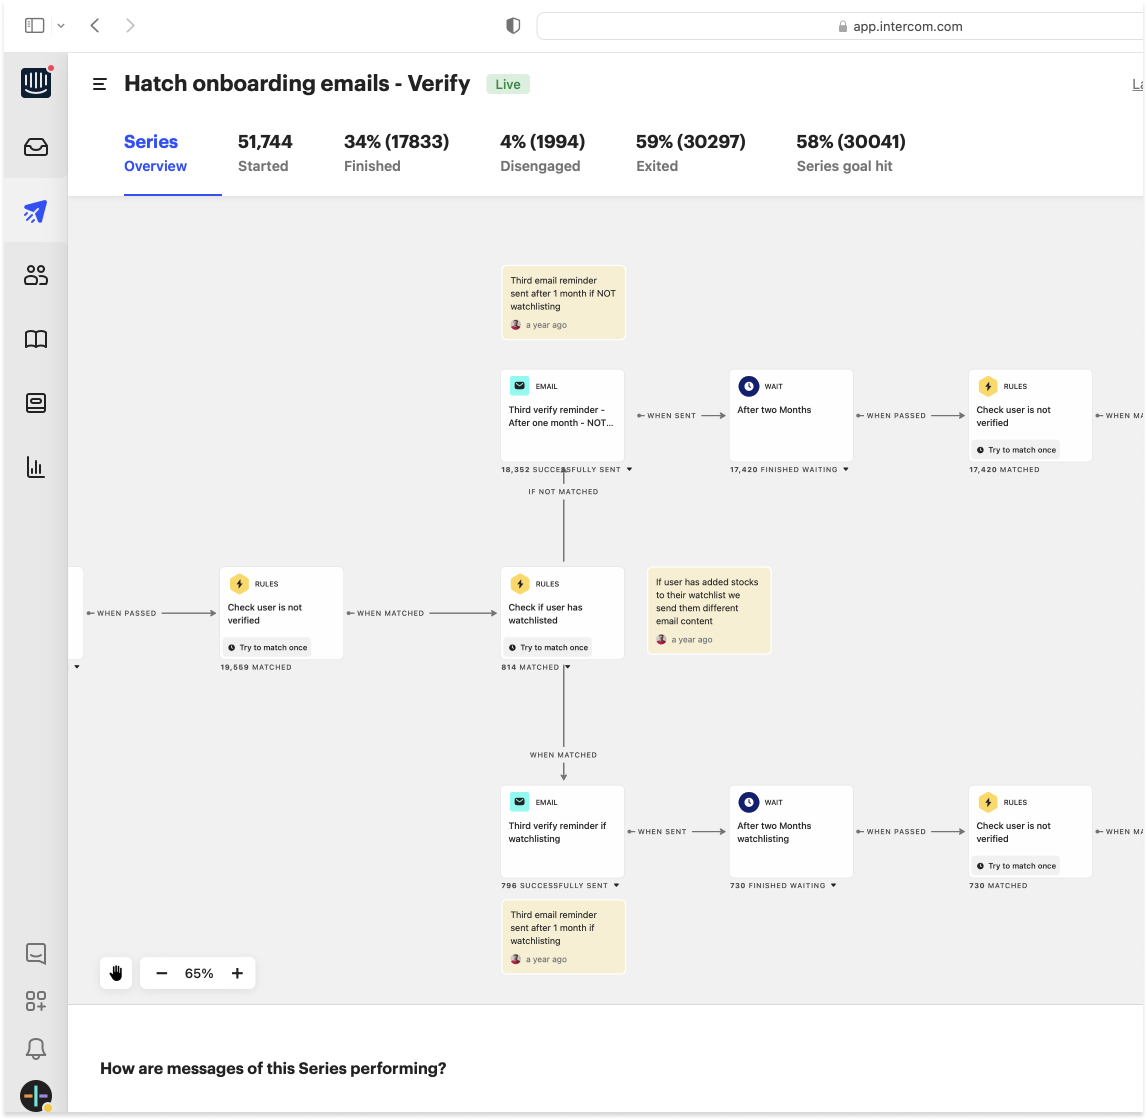 app.intercom.com
Hatch onboarding emails - Verify
Live
La
Series
Overview
51,744
Started
34% (17833)
Finished
4% (1994)
Disengaged
59% (30297)
Exited
58% (30041)
Series goal hit
Third email reminder
sent after 1 month if NOT
watchlisting
a year ago
EMAIL
Third verify reminder -
After one month - NOT...
18,352 SUCCESSFULLY SENT
WHEN SENT
WAIT
After two Months
17,420 FINISHED WAITING
WHEN PASSED
RULES
Check user is not
verified
Try to match once
17,420 MATCHED
WHEN MA
IF NOT MATCHED
WHEN PASSED
RULES
Check user is not
verified
Try to match once
19,559 MATCHED
WHEN MATCHED
RULES
Check if user has
watchlisted
Try to match once
814 MATCHED
If user has added stocks
to their watchlist we
send them different
email content
a year ago
WHEN MATCHED
EMAIL
Third verify reminder if
watchlisting
796 SUCCESSFULLY SENT
WHEN SENT
WAIT
After two Months
watchlisting
730 FINISHED WAITING
WHEN PASSED
RULES
Check user is not
verified
Try to match once
730 MATCHED
WHEN MA
Third email reminder
sent after 1 month if
watchlisting
a year ago
65%
How are messages of this Series performing?